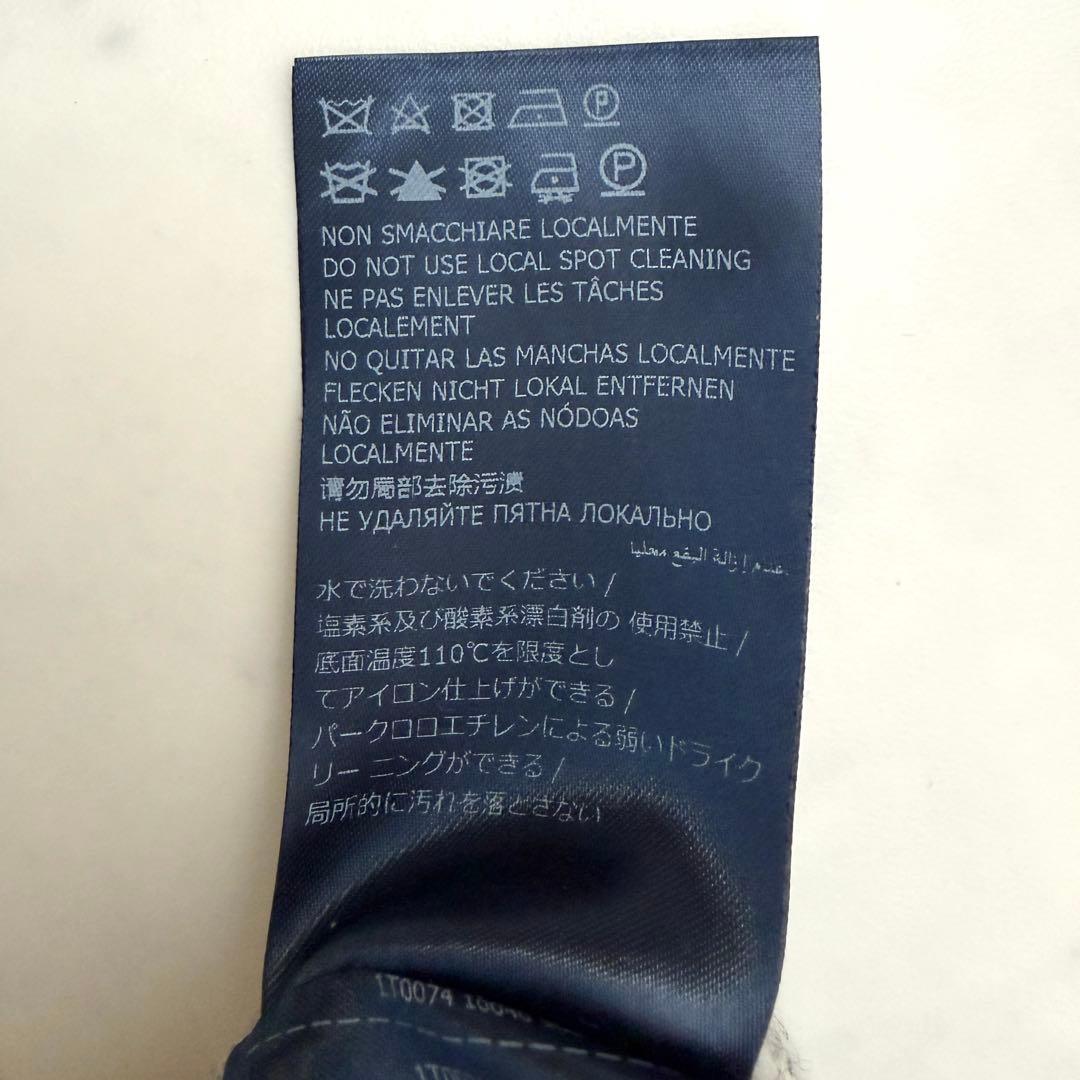 P
P
NON SMACCHIARE LOCALMENTE
DO NOT USE LOCAL SPOT CLEANING
NE PAS ENLEVER LES TÂCHES
LOCALEMENT
NO QUITAR LAS MANCHAS LOCALMENTE
FLECKEN NICHT LOKAL ENTFERNEN
NÃO ELIMINAR AS NÓDOAS
LOCALMENTE
请勿局部去除污渍
НЕ УДАЛЯЙТЕ ПЯТНА ЛОКАЛЬНО
عدم إزالة البقع محليا.
水で洗わないでください /
塩素系及び酸素系漂白剤の 使用禁止 /
底面温度110℃を限度とし
てアイロン仕上げができる /
パークロロエチレンによる弱いドライク
リー ニングができる /
局所的に汚れを落とさない
1T0074